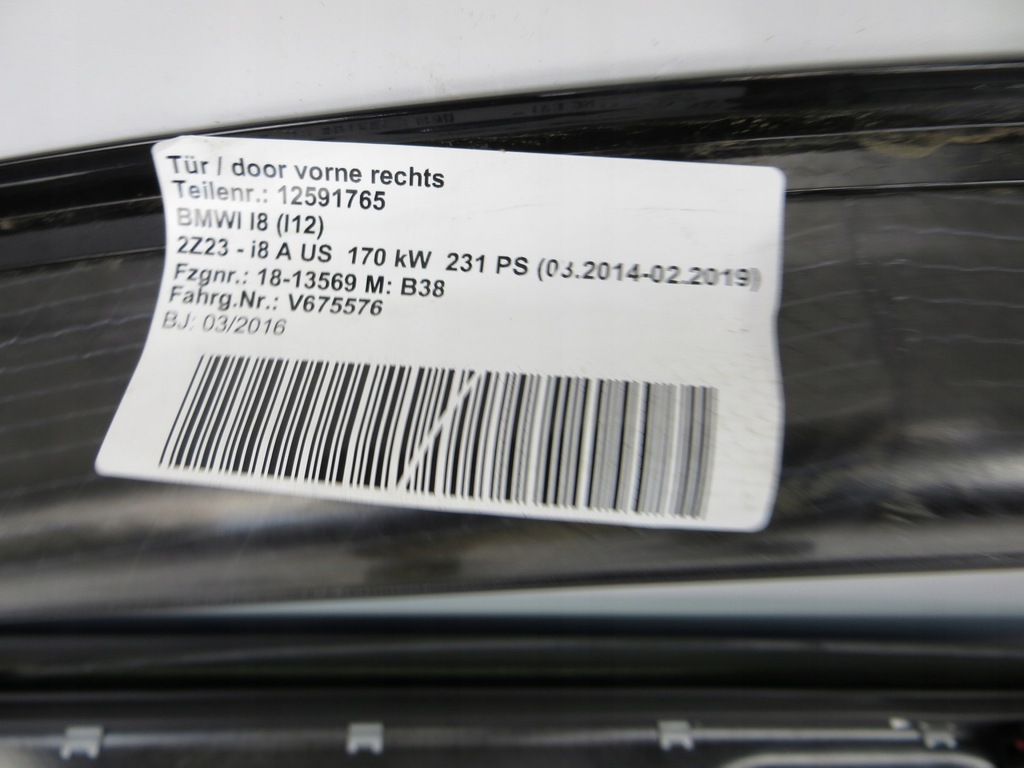 Tür / door vorne rechts
Teilenr.: 12591765
BMWI I8 (I12)
2Z23 - i8 A US 170 kW 231 PS (03.2014-02.2019)
Fzgnr.: 18-13569 M: B38
Fahrg.Nr.: V675576
BJ: 03/2016